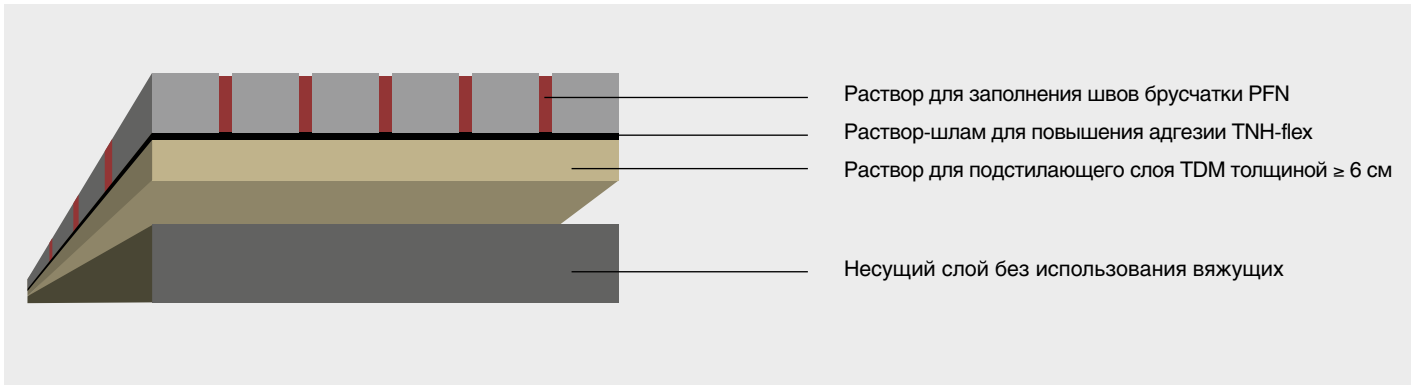 Раствор для заполнения швов брусчатки PFN
Раствор-шлам для повышения адгезии TNH-flex
Раствор для подстилающего слоя TDM толщиной ≥ 6 см
Несущий слой без использования вяжущих